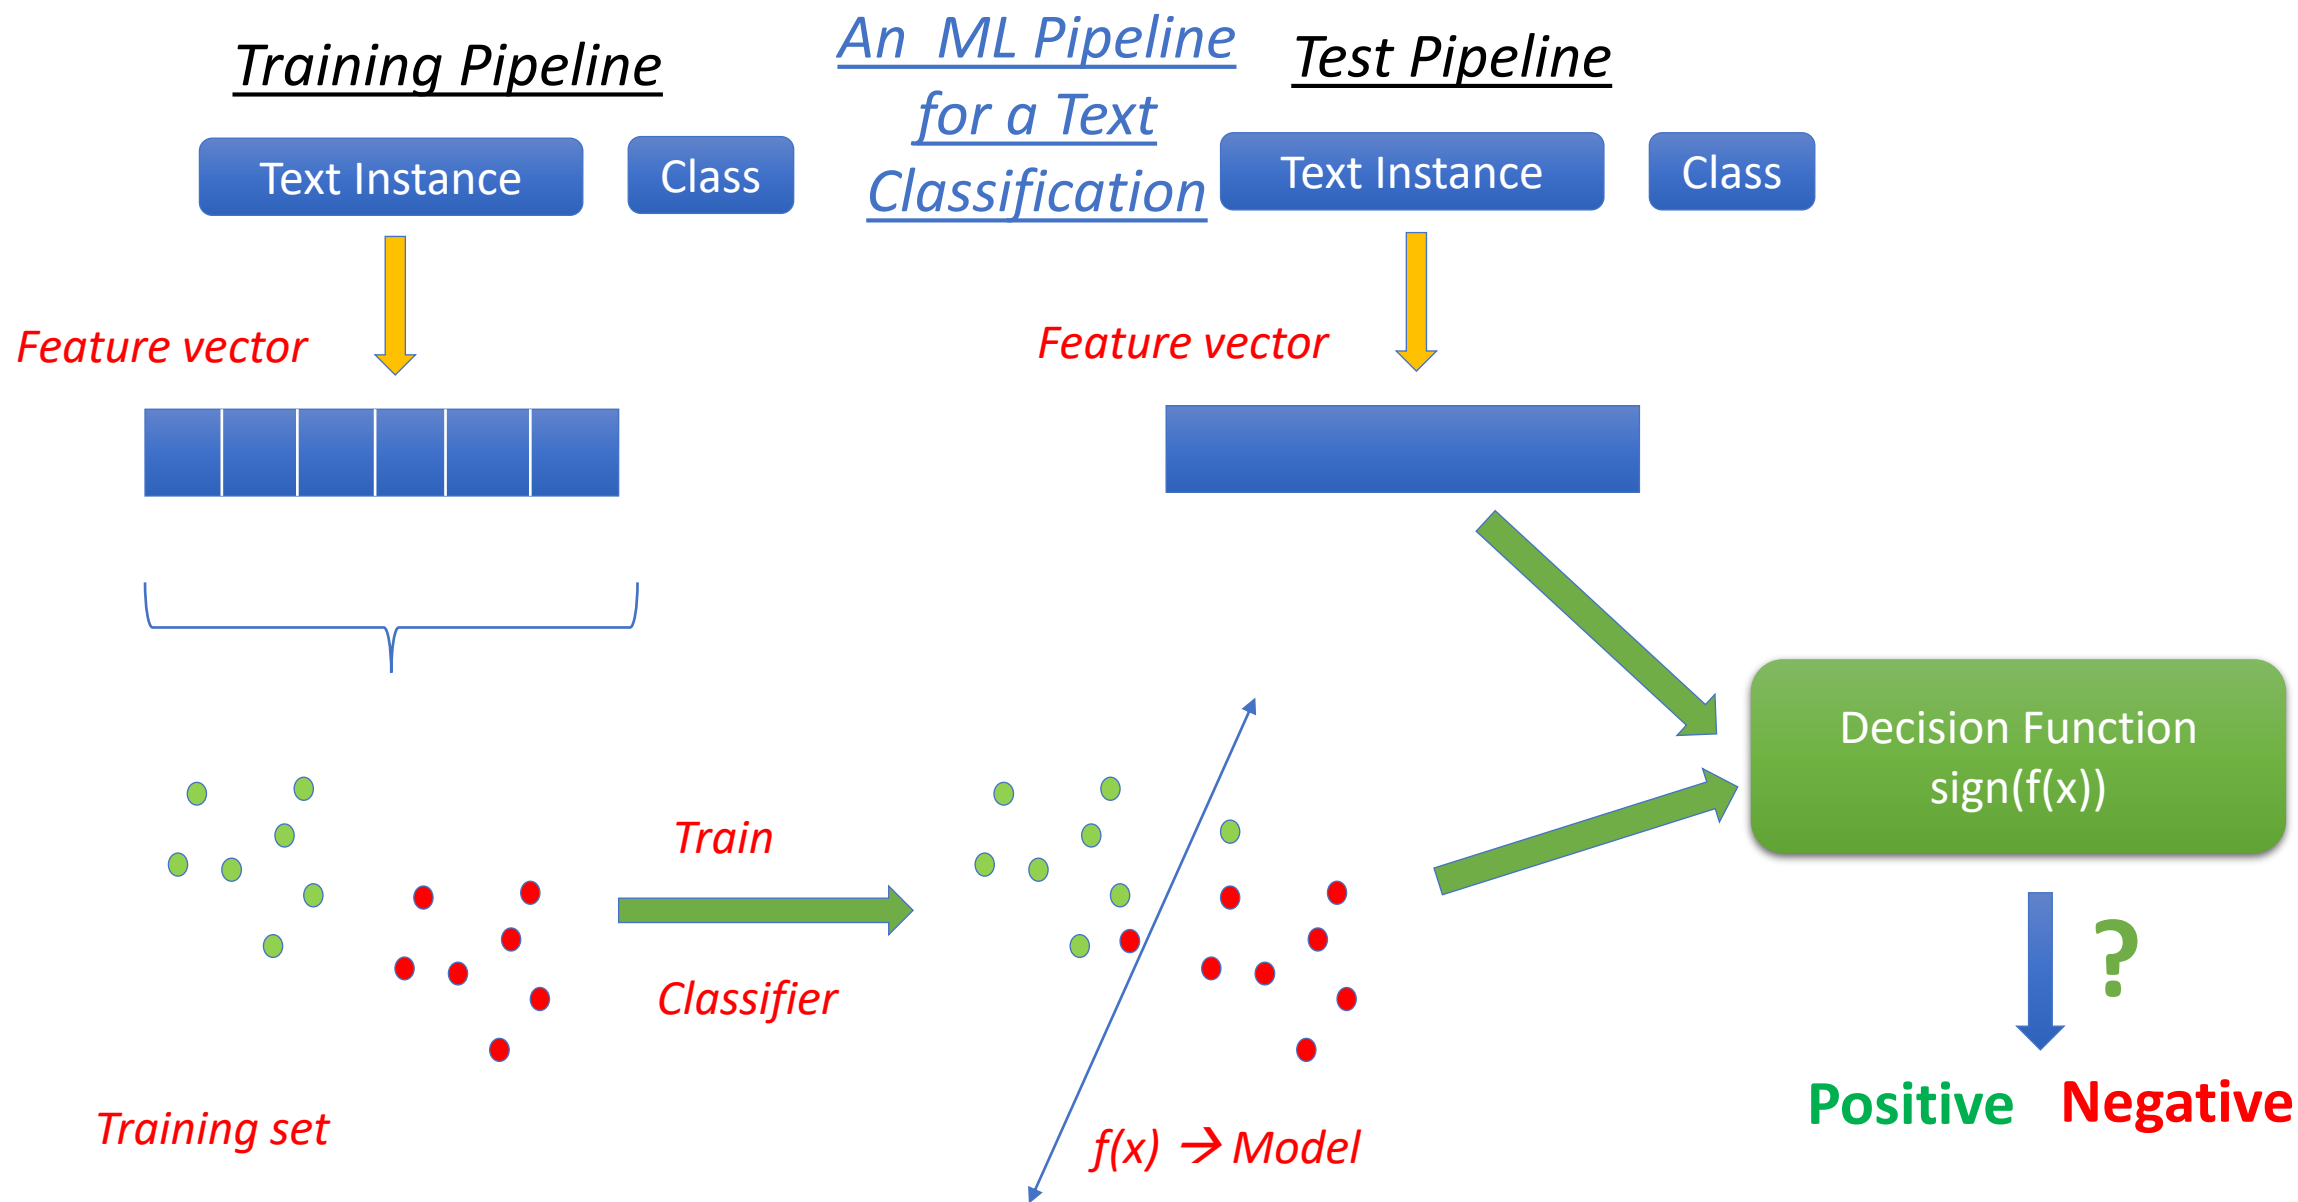 Training Pipeline
An ML Pipeline
for a Text
Classification
Test Pipeline
Text Instance
Class
Text Instance
Class
Feature vector
Feature vector
Decision Function
sign(f(x))
Train
Classifier
?
Training set
f(x) → Model
Positive
Negative